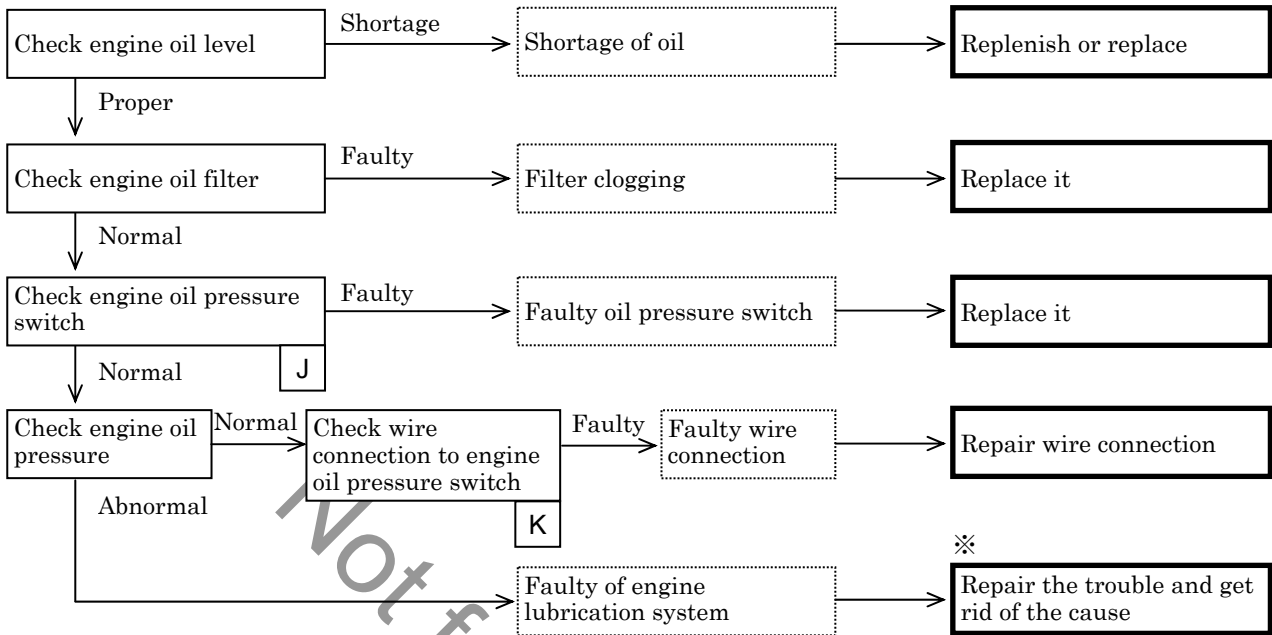 Check engine oil level
Shortage
Shortage of oil
Replenish or replace
Proper
Check engine oil filter
Faulty
Filter clogging
Replace it
Normal
Check engine oil pressure
switch
J
Faulty
Faulty oil pressure switch
Replace it
Normal
Check engine oil
pressure
Normal
Check wire
connection to engine
oil pressure switch
K
Faulty
Faulty wire
connection
Repair wire connection
Abnormal
Faulty of engine
lubrication system
※
Repair the trouble and get
rid of the cause
Not